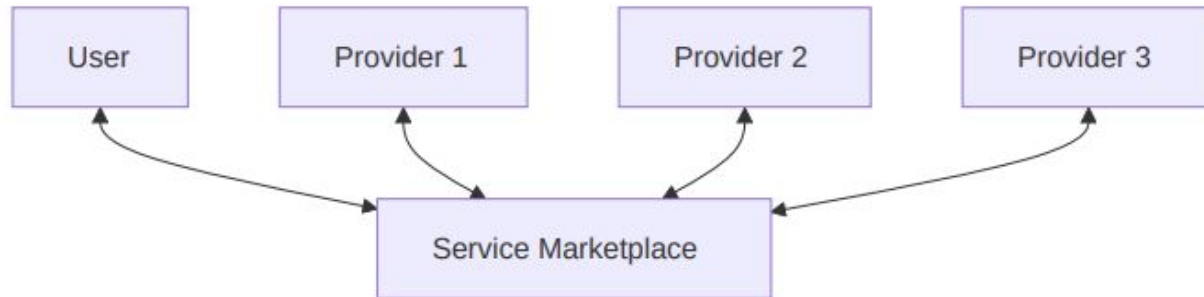 User
Provider 1
Provider 2
Provider 3
Service Marketplace